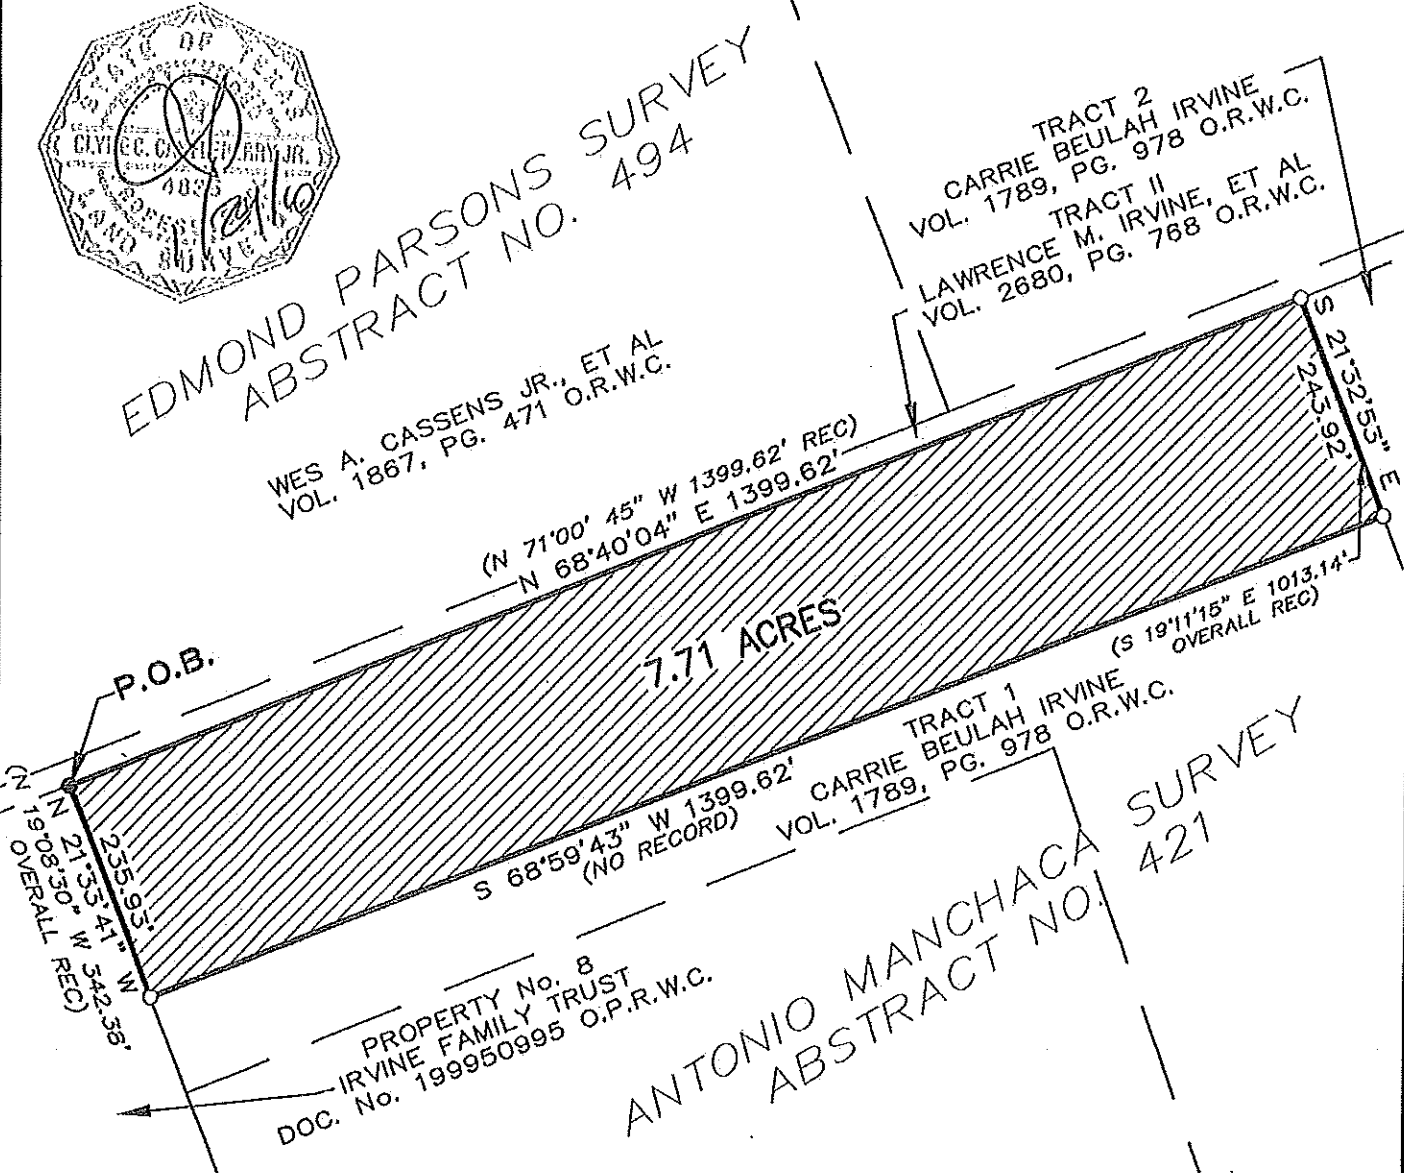 STATE OF TEXAS
4835
LAND SURVEYOR
EDMOND PARSONS SURVEY
ABSTRACT NO. 494
TRACT 2
CARRIE BEULAH IRVINE
VOL. 1789, PG. 978 O.R.W.C.
TRACT II
LAWRENCE M. IRVINE, ET AL
VOL. 2680, PG. 768 O.R.W.C.
WES A. CASSENS JR., ET AL
VOL. 1867, PG. 471 O.R.W.C.
(N 71°00' 45" W 1399.62' REC)
N 68°40'04" E 1399.62'
S 21°32'53" E
243.92'
P.O.B.
7.71 ACRES
(S 19°11'15" E 1013.14'
OVERALL REC)
TRACT 1
CARRIE BEULAH IRVINE
VOL. 1789, PG. 978 O.R.W.C.
S 68°59'43" W 1399.62'
(NO RECORD)
235.93'
N 21°33'41" W
(N 19°08'30" W 342.38'
OVERALL REC)
PROPERTY No. 8
IRVINE FAMILY TRUST
DOC. No. 199950995 O.P.R.W.C.
ANTONIO MANCHACA SURVEY
ABSTRACT NO. 421